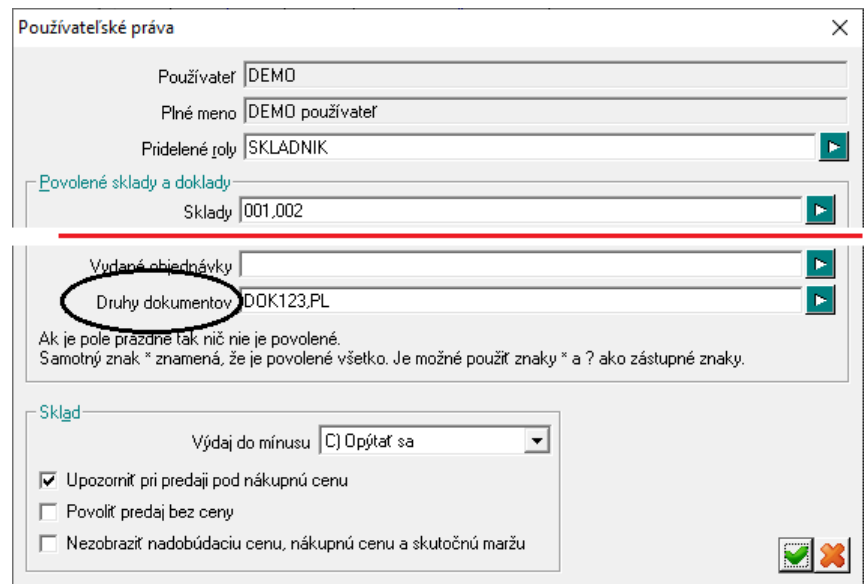 Používateľské práva
Používateľ DEMO
Plné meno DEMO používateľ
Pridelené roly SKLADNIK
Povolené sklady a doklady
Sklady 001,002
Vydané objednávky
Druhy dokumentov DOK123,PL
Ak je pole prázdne tak nič nie je povolené.
Samotný znak * znamená, že je povolené všetko. Je možné použiť znaky * a ? ako zástupné znaky.
Sklad
Výdaj do mínusu C) Opýtať sa
Upozorniť pri predaji pod nákupnú cenu
Povoliť predaj bez ceny
Nezobraziť nadobúdaciu cenu, nákupnú cenu a skutočnú maržu